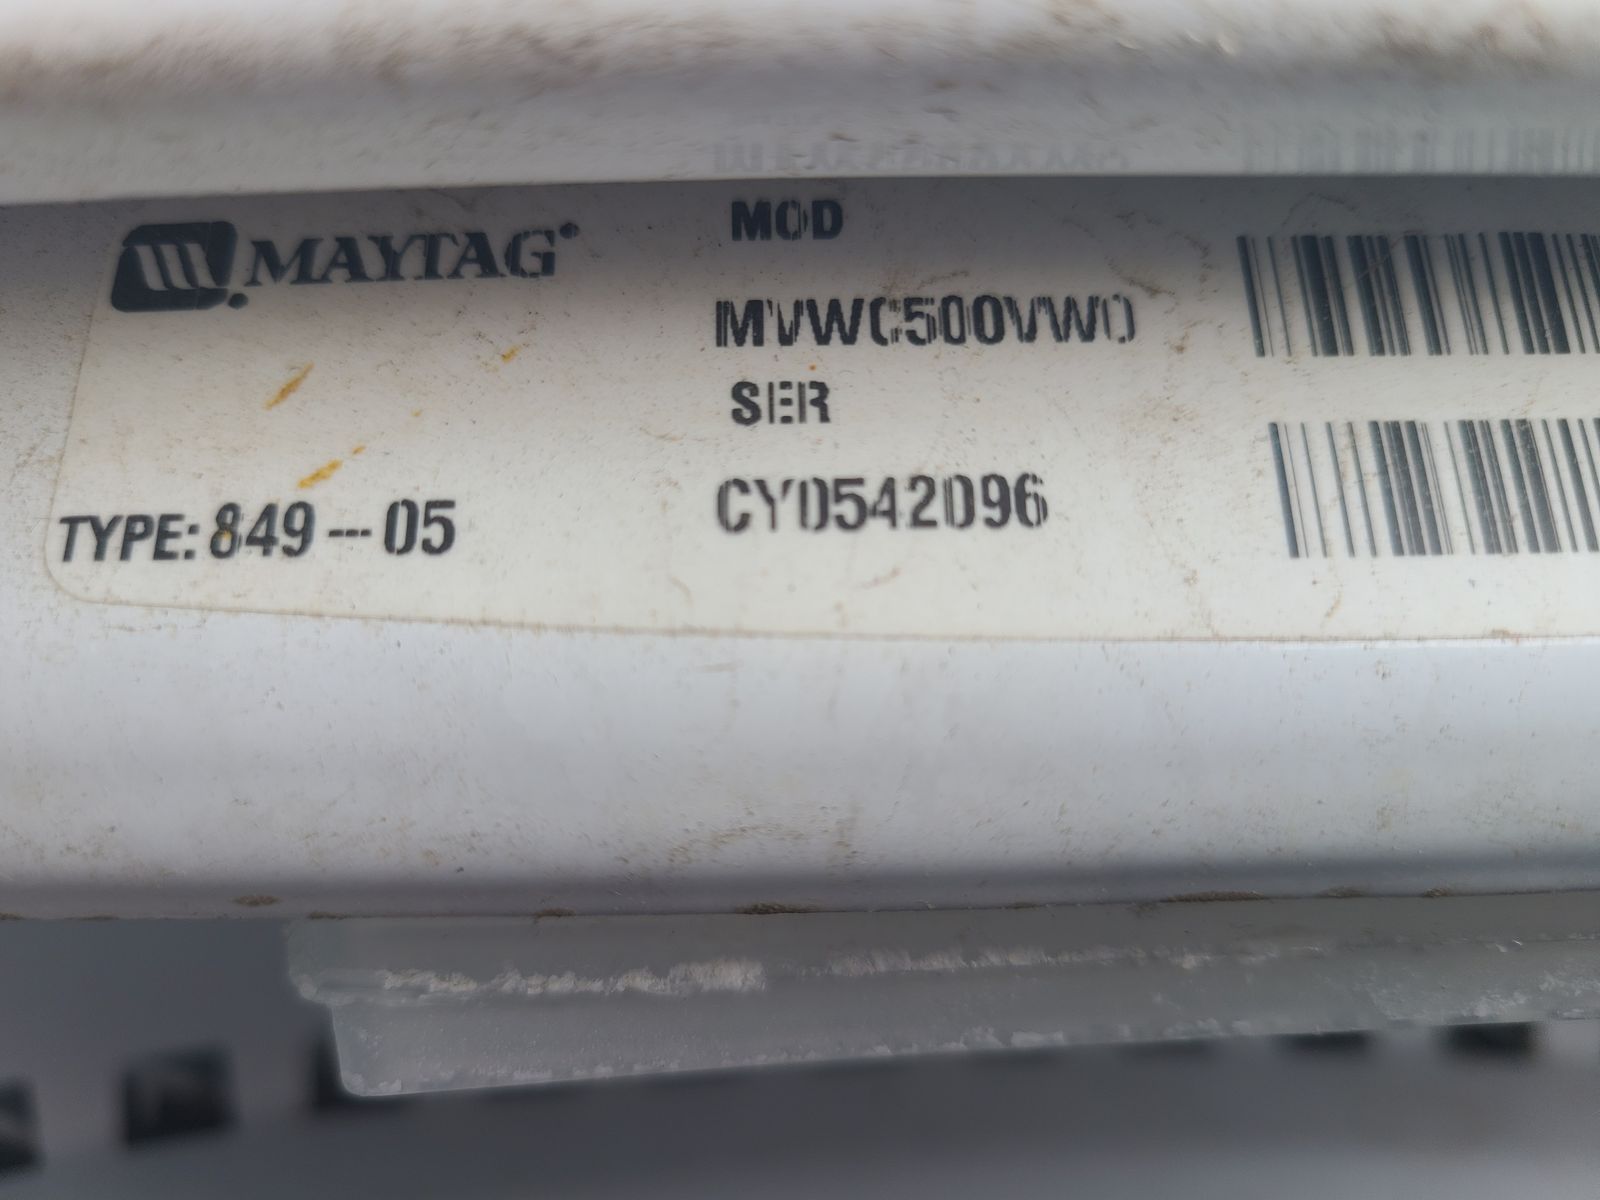 MAYTAG
MOD
MVWC500VW0
SER
CY0542096
TYPE: 849---05